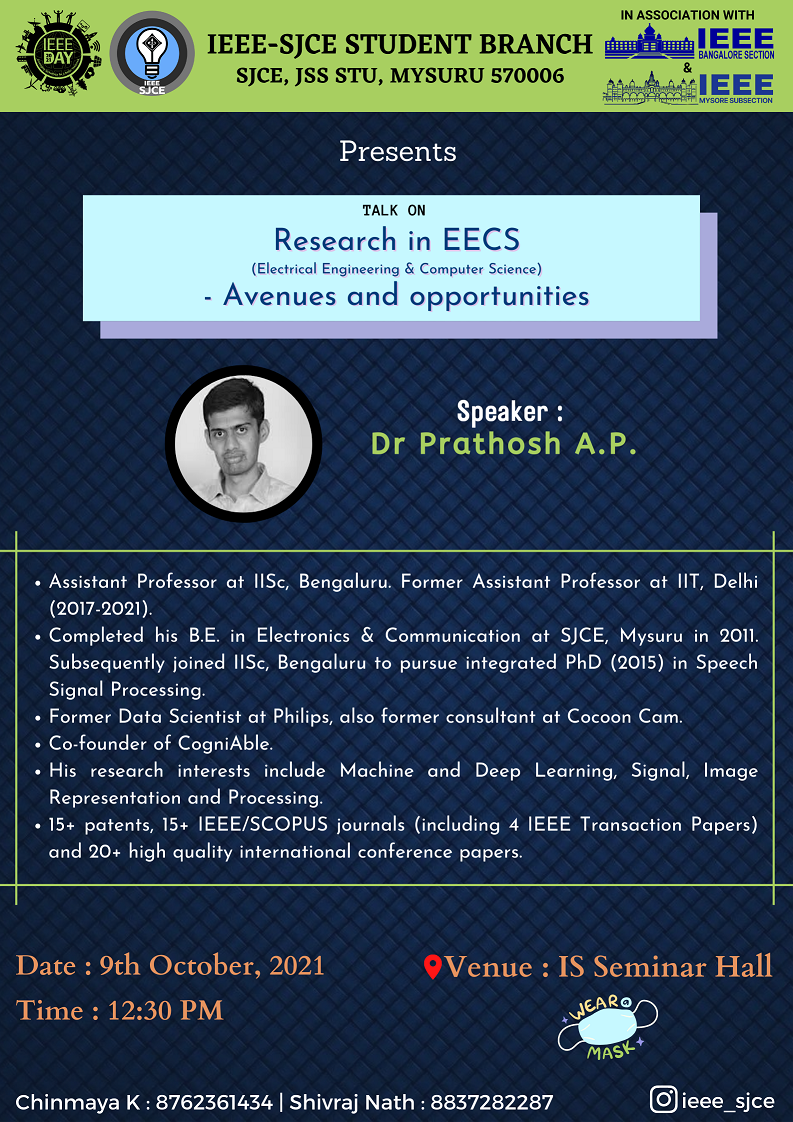 IEEE
DAY
IEEE
SJCE
IEEE-SJCE STUDENT BRANCH
SJCE, JSS STU, MYSURU 570006
IN ASSOCIATION WITH
IEEE
BANGALORE SECTION
&
IEEE
MYSORE SUBSECTION
Presents
TALK ON
Research in EECS
(Electrical Engineering & Computer Science)
- Avenues and opportunities
Speaker :
Dr Prathosh A.P.
• Assistant Professor at IISc, Bengaluru. Former Assistant Professor at IIT, Delhi
(2017-2021).
• Completed his B.E. in Electronics & Communication at SJCE, Mysuru in 2011.
Subsequently joined IISc, Bengaluru to pursue integrated PhD (2015) in Speech
Signal Processing.
• Former Data Scientist at Philips, also former consultant at Cocoon Cam.
• Co-founder of CogniAble.
• His research interests include Machine and Deep Learning, Signal, Image
Representation and Processing.
• 15+ patents, 15+ IEEE/SCOPUS journals (including 4 IEEE Transaction Papers)
and 20+ high quality international conference papers.
Date : 9th October, 2021
Venue : IS Seminar Hall
Time : 12:30 PM
WEAR a
MASK
Chinmaya K : 8762361434 | Shivraj Nath : 8837282287
ieee_sjce